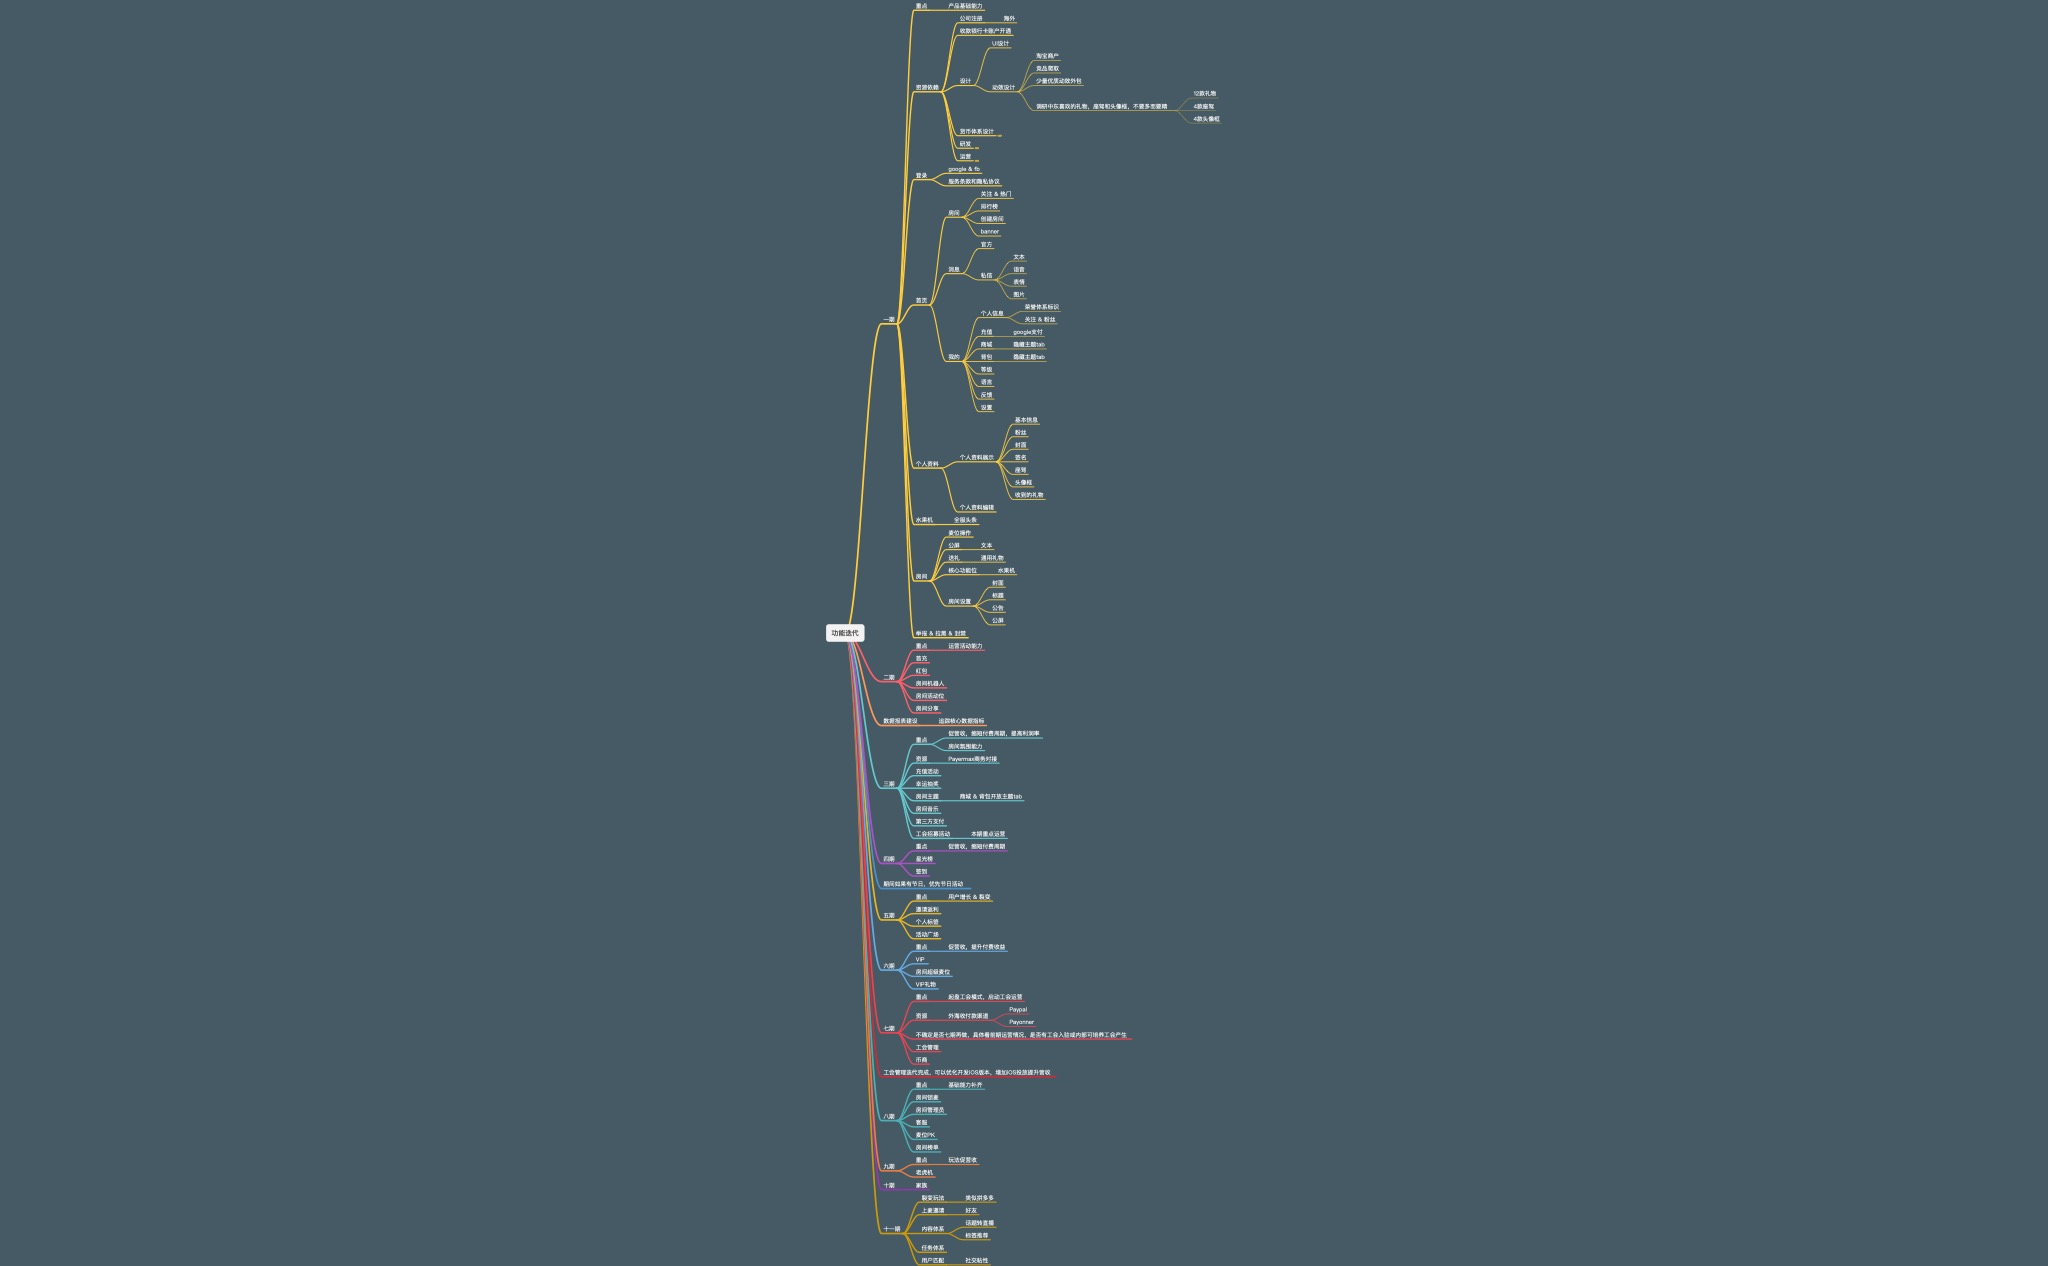 重点 产品基础能力
公司注册 海外
收款银行卡账户开通
UI设计
淘宝商户
竞品爬取
设计
少量优质动效外包
资源依赖
动效设计
12款礼物
调研中东喜欢的礼物，座驾和头像框，不要多而要精
4款座驾
4款头像框
货币体系设计
研发
运营
google & fb
登录
服务条款和隐私协议
关注 & 热门
排行榜
房间
创建房间
banner
官方
文本
消息
语音
私信
表情
图片
首页
荣誉体系标识
个人信息
关注 & 粉丝
一期
充值 google支付
商城 隐藏主题tab
我的
背包 隐藏主题tab
等级
语言
反馈
设置
基本信息
粉丝
封面
个人资料
个人资料展示
签名
座驾
头像框
收到的礼物
个人资料编辑
水果机 全服头条
麦位操作
公屏 文本
送礼 通用礼物
核心功能位 水果机
房间
封面
标题
房间设置
公告
公屏
功能迭代
举报 & 拉黑 & 封禁
重点 运营活动能力
首充
红包
二期
房间机器人
房间活动位
房间分享
数据报表建设 追踪核心数据指标
促营收，缩短付费周期，提高利润率
重点
房间氛围能力
资源 Payermax商务对接
充值活动
三期
幸运抽奖
房间主题 商城 & 背包开放主题tab
房间音乐
第三方支付
工会招募活动 本期重点运营
重点 促营收，缩短付费周期
四期
星光榜
签到
期间如果有节日，优先节日活动
重点 用户增长 & 裂变
邀请返利
五期
个人标签
活动广场
重点 促营收，提升付费收益
VIP
六期
房间超级麦位
VIP礼物
重点 起盘工会模式，启动工会运营
Paypal
资源 外海收付款渠道
Payonner
七期
不确定是否七期再做，具体看前期运营情况，是否有工会入驻或内部可培养工会产生
工会管理
币商
工会管理迭代完成，可以优化开发iOS版本，增加iOS投放提升营收
重点 基础能力补齐
房间锁麦
房间管理员
八期
客服
麦位PK
房间榜单
重点 玩法促营收
九期
老虎机
十期 家族
裂变玩法 类似拼多多
上麦邀请 好友
话题转直播
十一期
内容体系
标签推荐
任务体系
用户匹配 社交粘性